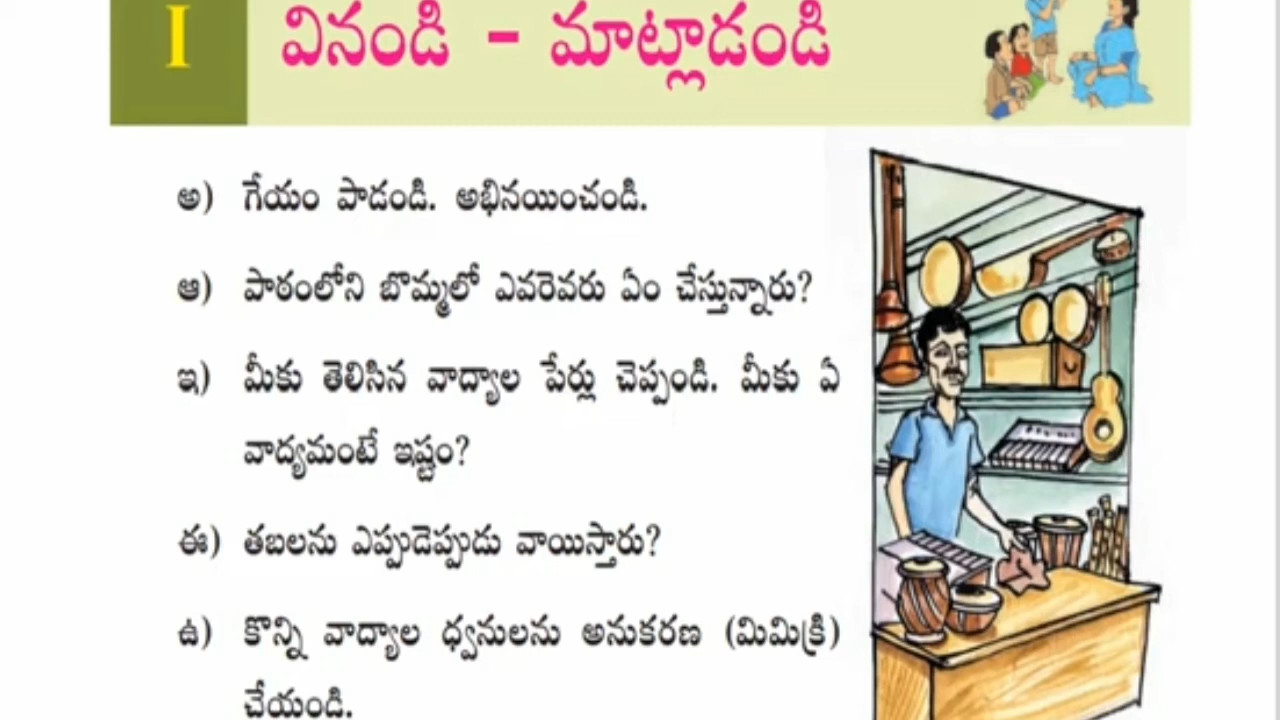 I వినండి - మాట్లాడండి
అ) గేయం పాడండి. అభినయించండి.
ఆ) పాఠంలోని బొమ్మలో ఎవరెవరు ఏం చేస్తున్నారు?
ఇ) మీకు తెలిసిన వాద్యాల పేర్లు చెప్పండి. మీకు ఏ
వాద్యమంటే ఇష్టం?
ఈ) తబలను ఎప్పుడెప్పుడు వాయిస్తారు?
ఉ) కొన్ని వాద్యాల ధ్వనులను అనుకరణ (మిమిక్రి)
చేయండి.